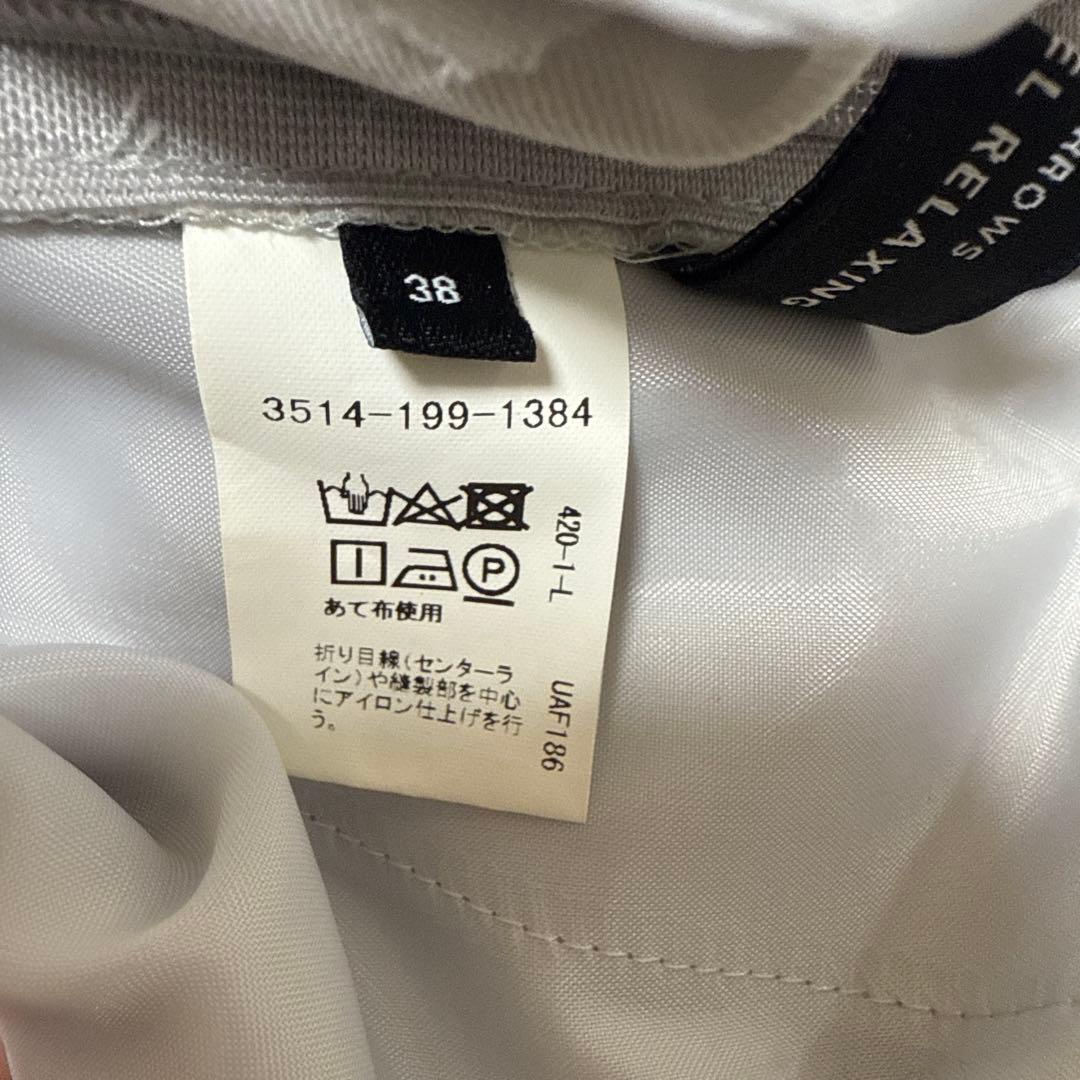 ARROWS
EL RELAXING
38
3514-199-1384
P
あて布使用
折り目線(センターラ
イン)や縫製部を中心
にアイロン仕上げを行
う。
420-1-L
UAF186